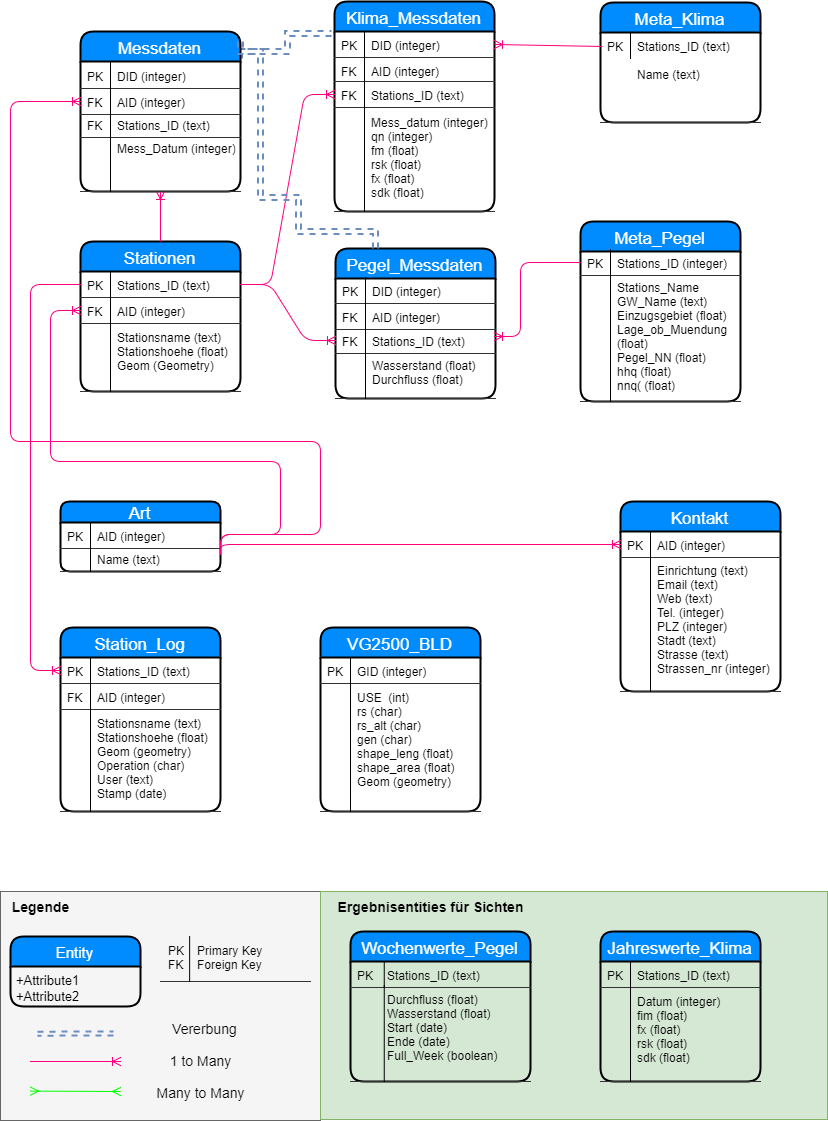 Messdaten
PK DID (integer)
FK AID (integer)
FK Stations_ID (text)
Mess_Datum (integer)
Klima_Messdaten
PK DID (integer)
FK AID (integer)
FK Stations_ID (text)
Mess_datum (integer)
qn (integer)
fm (float)
rsk (float)
fx (float)
sdk (float)
Meta_Klima
PK Stations_ID (text)
Name (text)
Stationen
PK Stations_ID (text)
FK AID (integer)
Stationsname (text)
Stationshoehe (float)
Geom (Geometry)
Pegel_Messdaten
PK DID (integer)
FK AID (integer)
FK Stations_ID (text)
Wasserstand (float)
Durchfluss (float)
Meta_Pegel
PK Stations_ID (integer)
Stations_Name
GW_Name (text)
Einzugsgebiet (float)
Lage_ob_Muendung
(float)
Pegel_NN (float)
hhq (float)
nnq( (float)
Art
PK AID (integer)
Name (text)
Kontakt
PK AID (integer)
Einrichtung (text)
Email (text)
Web (text)
Tel. (integer)
PLZ (integer)
Stadt (text)
Strasse (text)
Strassen_nr (integer)
Station_Log
PK Stations_ID (text)
FK AID (integer)
Stationsname (text)
Stationshoehe (float)
Geom (geometry)
Operation (char)
User (text)
Stamp (date)
VG2500_BLD
PK GID (integer)
USE (int)
rs (char)
rs_alt (char)
gen (char)
shape_leng (float)
shape_area (float)
Geom (geometry)
Legende
Entity
+Attribute1
+Attribute2
PK Primary Key
FK Foreign Key
Vererbung
1 to Many
Many to Many
Ergebnisentities für Sichten
Wochenwerte_Pegel
PK Stations_ID (text)
Durchfluss (float)
Wasserstand (float)
Start (date)
Ende (date)
Full_Week (boolean)
Jahreswerte_Klima
PK Stations_ID (text)
Datum (integer)
fim (float)
fx (float)
rsk (float)
sdk (float)